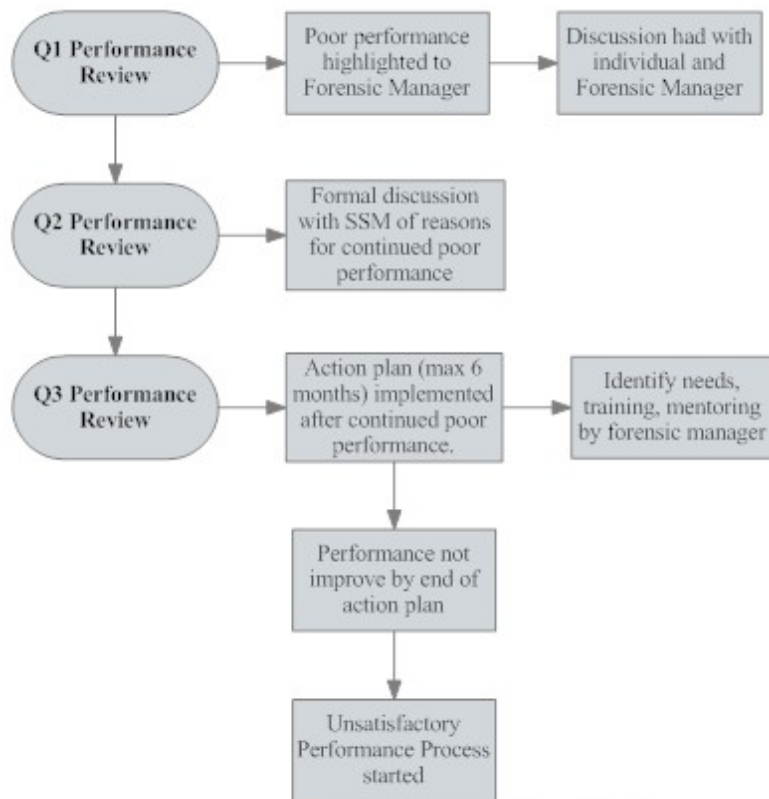 Q1 Performance
Review
Poor performance
highlighted to
Forensic Manager
Discussion had with
individual and
Forensic Manager
Q2 Performance
Review
Formal discussion
with SSM of reasons
for continued poor
performance
Q3 Performance
Review
Action plan (max 6
months) implemented
after continued poor
performance.
Identify needs,
training, mentoring
by forensic manager
Performance not
improve by end of
action plan
Unsatisfactory
Performance Process
started